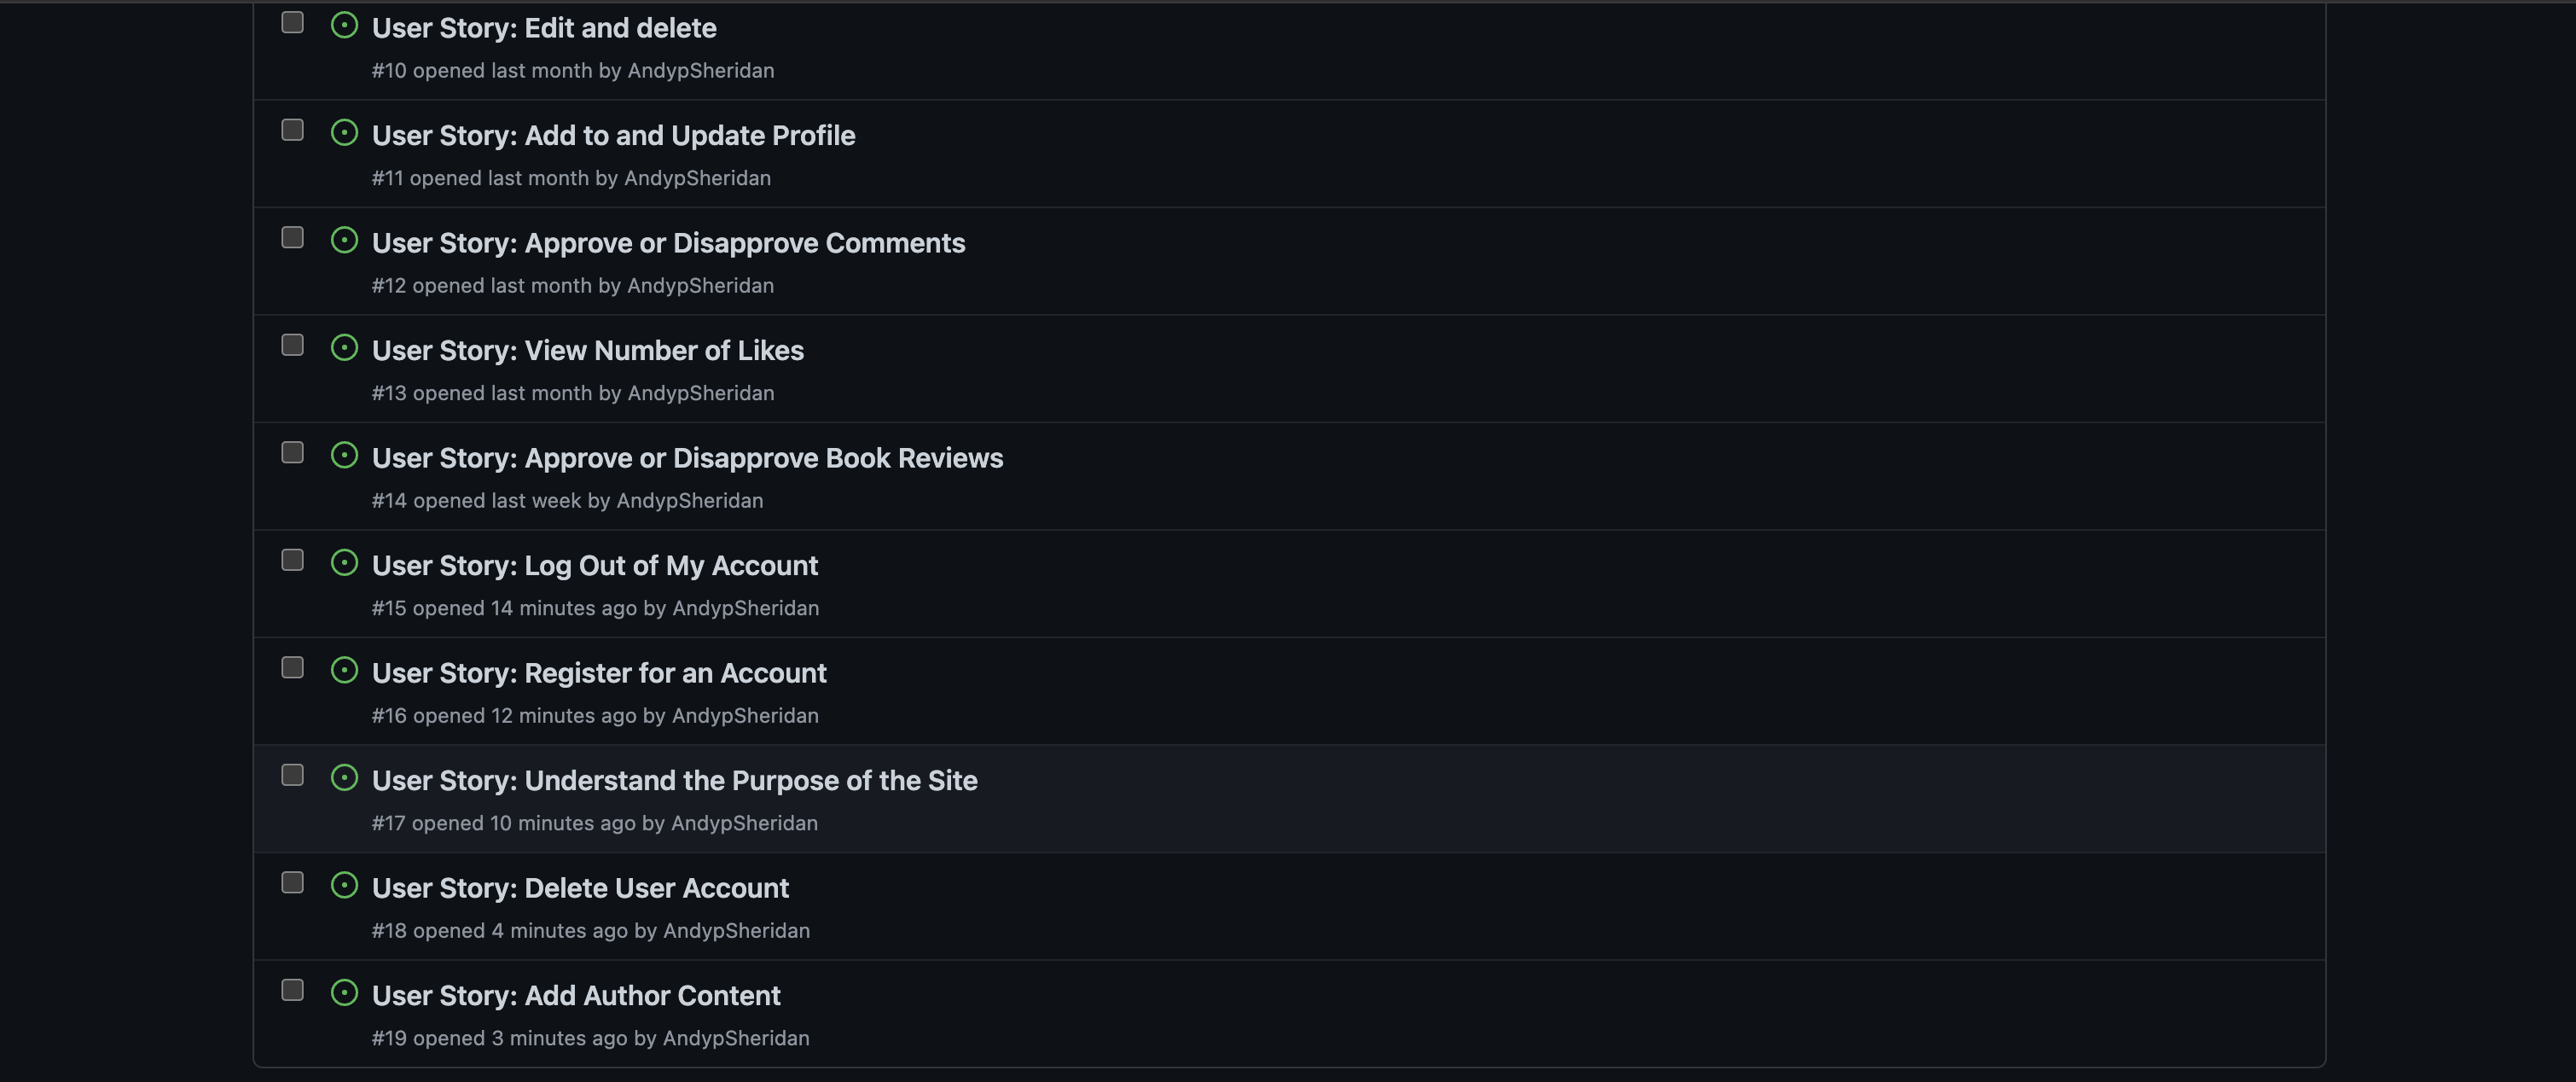 User Story: Edit and delete
#10 opened last month by AndypSheridan
User Story: Add to and Update Profile
#11 opened last month by AndypSheridan
User Story: Approve or Disapprove Comments
#12 opened last month by AndypSheridan
User Story: View Number of Likes
#13 opened last month by AndypSheridan
User Story: Approve or Disapprove Book Reviews
#14 opened last week by AndypSheridan
User Story: Log Out of My Account
#15 opened 14 minutes ago by AndypSheridan
User Story: Register for an Account
#16 opened 12 minutes ago by AndypSheridan
User Story: Understand the Purpose of the Site
#17 opened 10 minutes ago by AndypSheridan
User Story: Delete User Account
#18 opened 4 minutes ago by AndypSheridan
User Story: Add Author Content
#19 opened 3 minutes ago by AndypSheridan